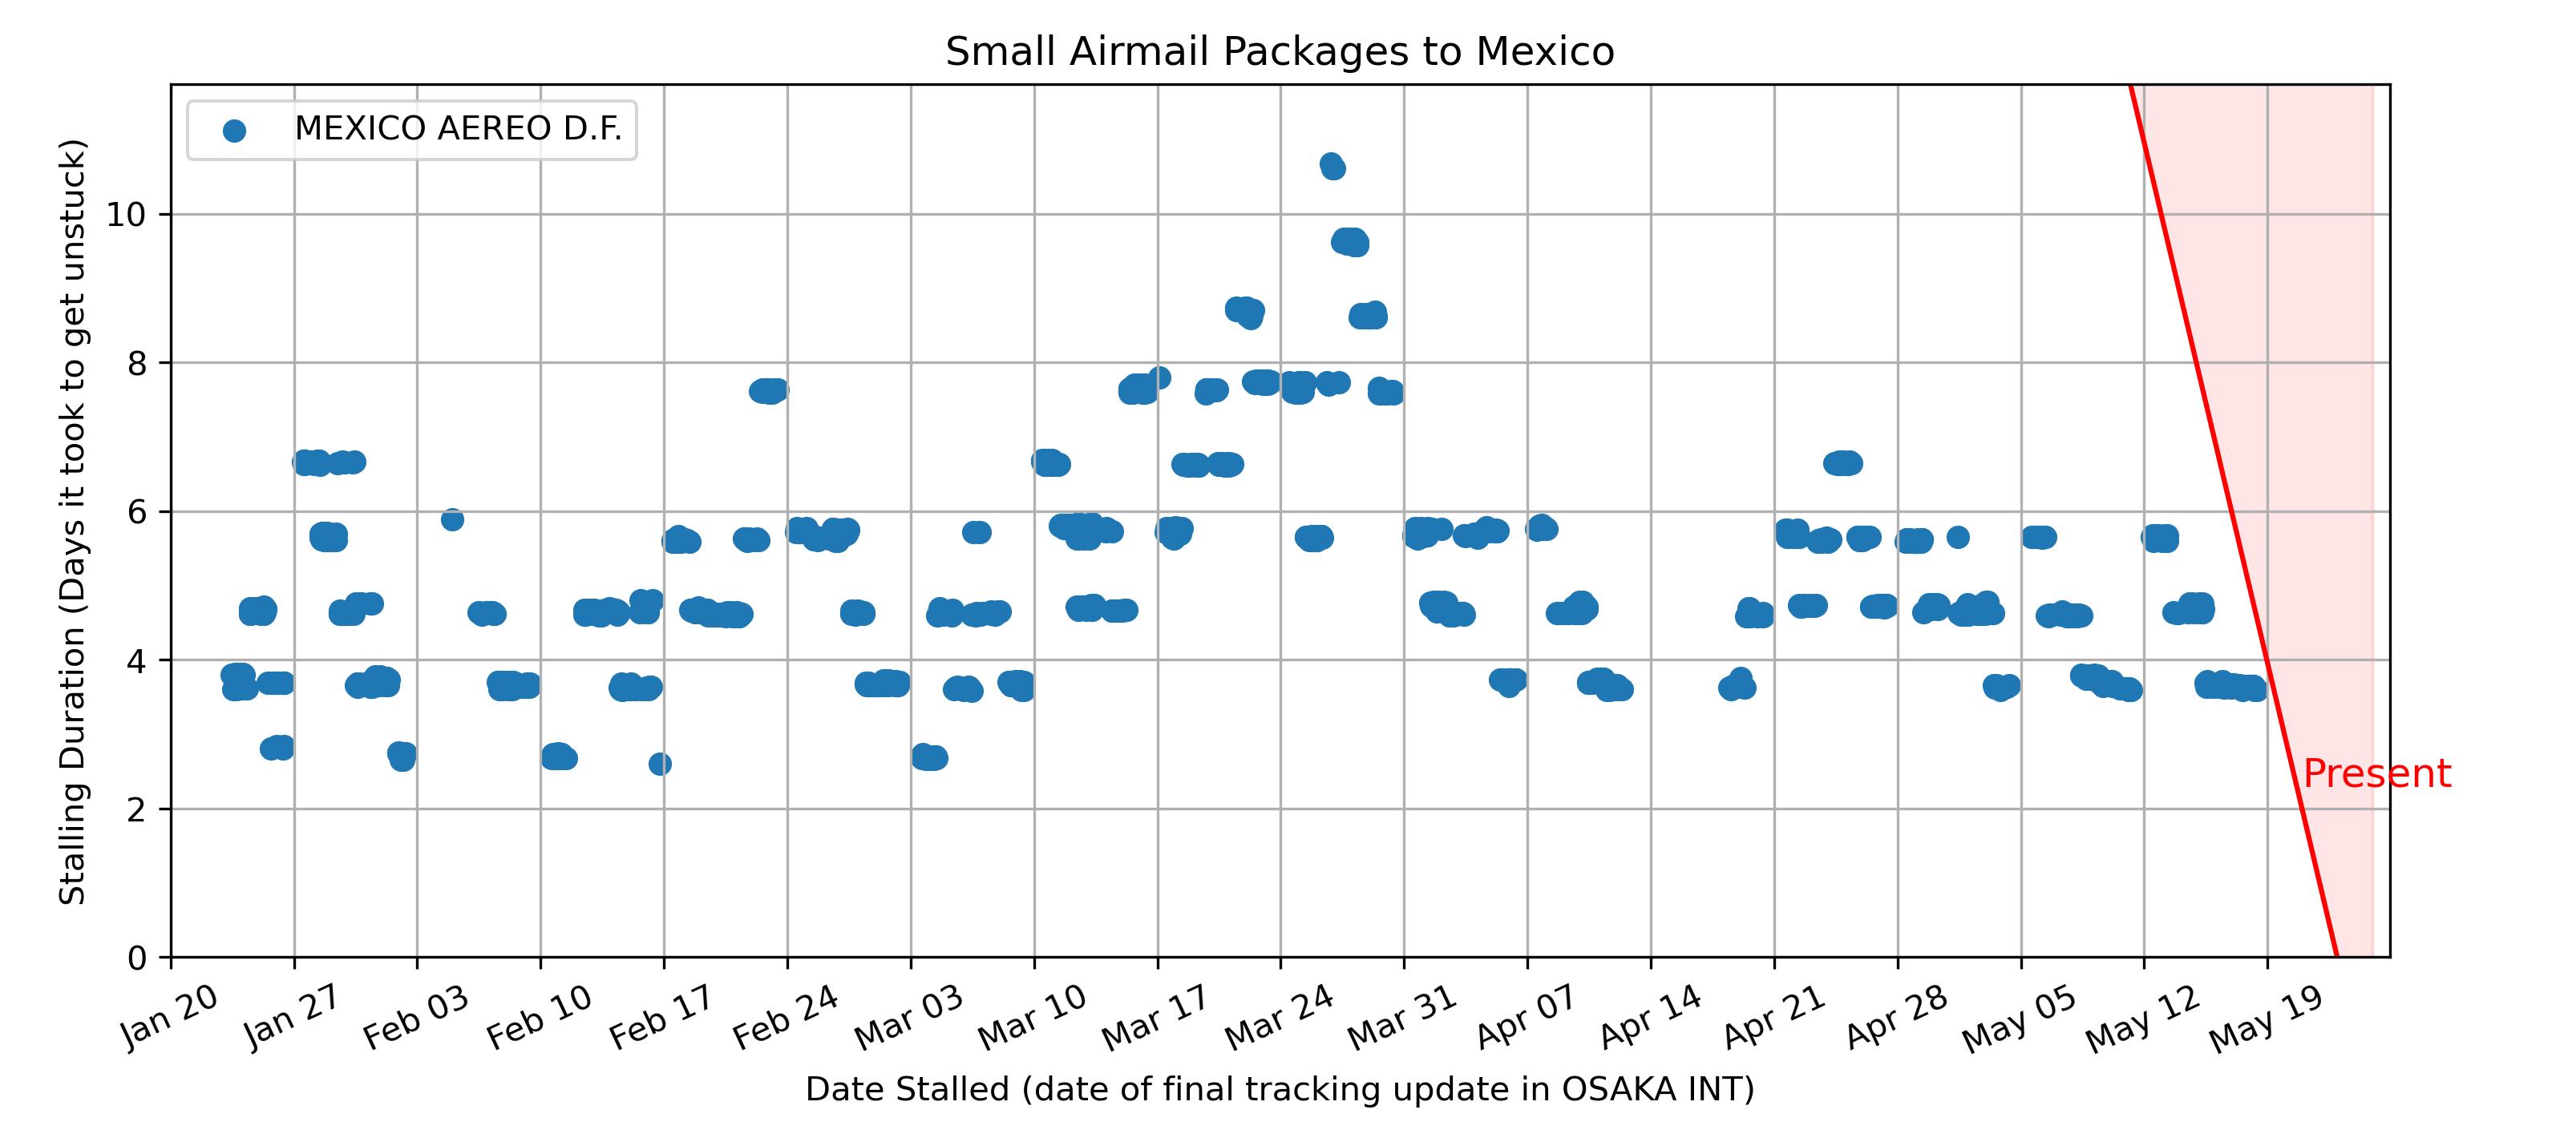 Small Airmail Packages to Mexico
MEXICO AEREO D.F.
Stalling Duration (Days it took to get unstuck)
10
8
6
4
2
0
Present
Jan 20
Jan 27
Feb 03
Feb 10
Feb 17
Feb 24
Mar 03
Mar 10
Mar 17
Mar 24
Mar 31
Apr 07
Apr 14
Apr 21
Apr 28
May 05
May 12
May 19
Date Stalled (date of final tracking update in OSAKA INT)